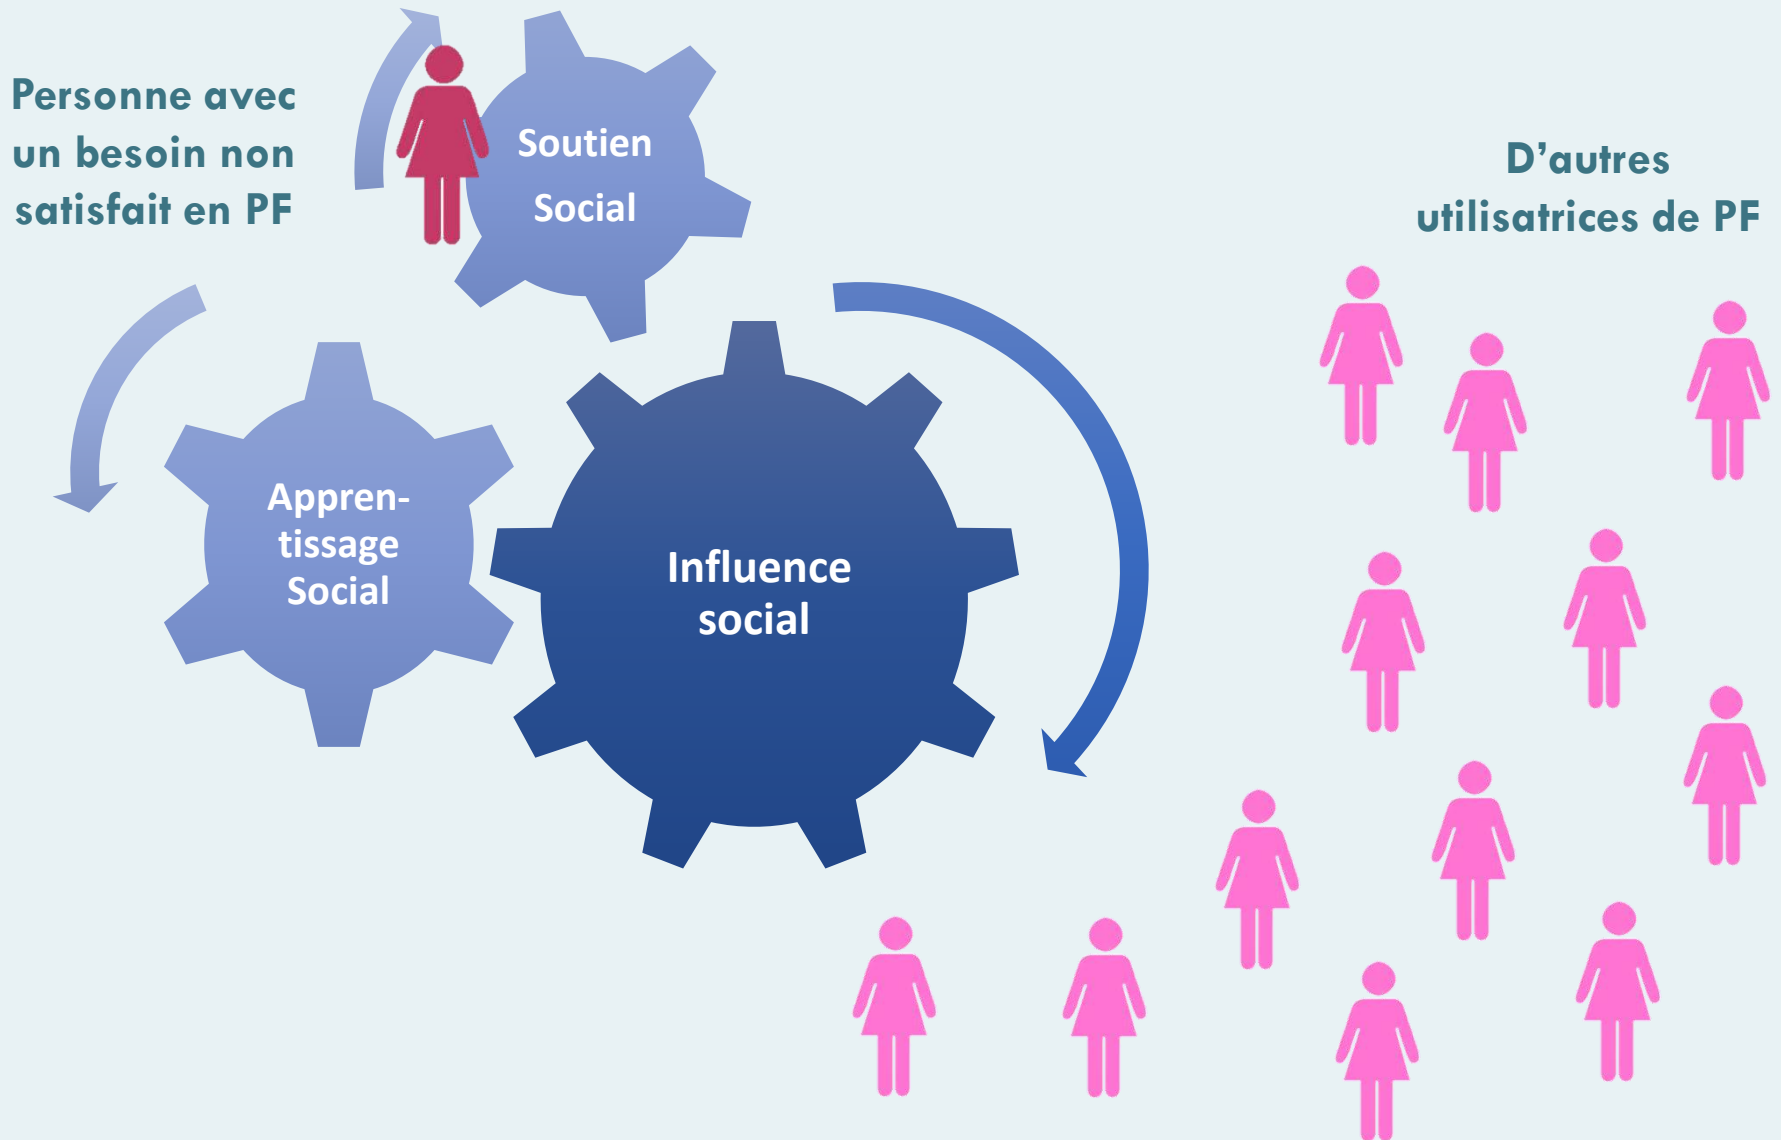 Personne avec
un besoin non
satisfait en PF
Soutien
Social
D'autres
utilisatrices de PF
Appren-
tissage
Social
Influence
social